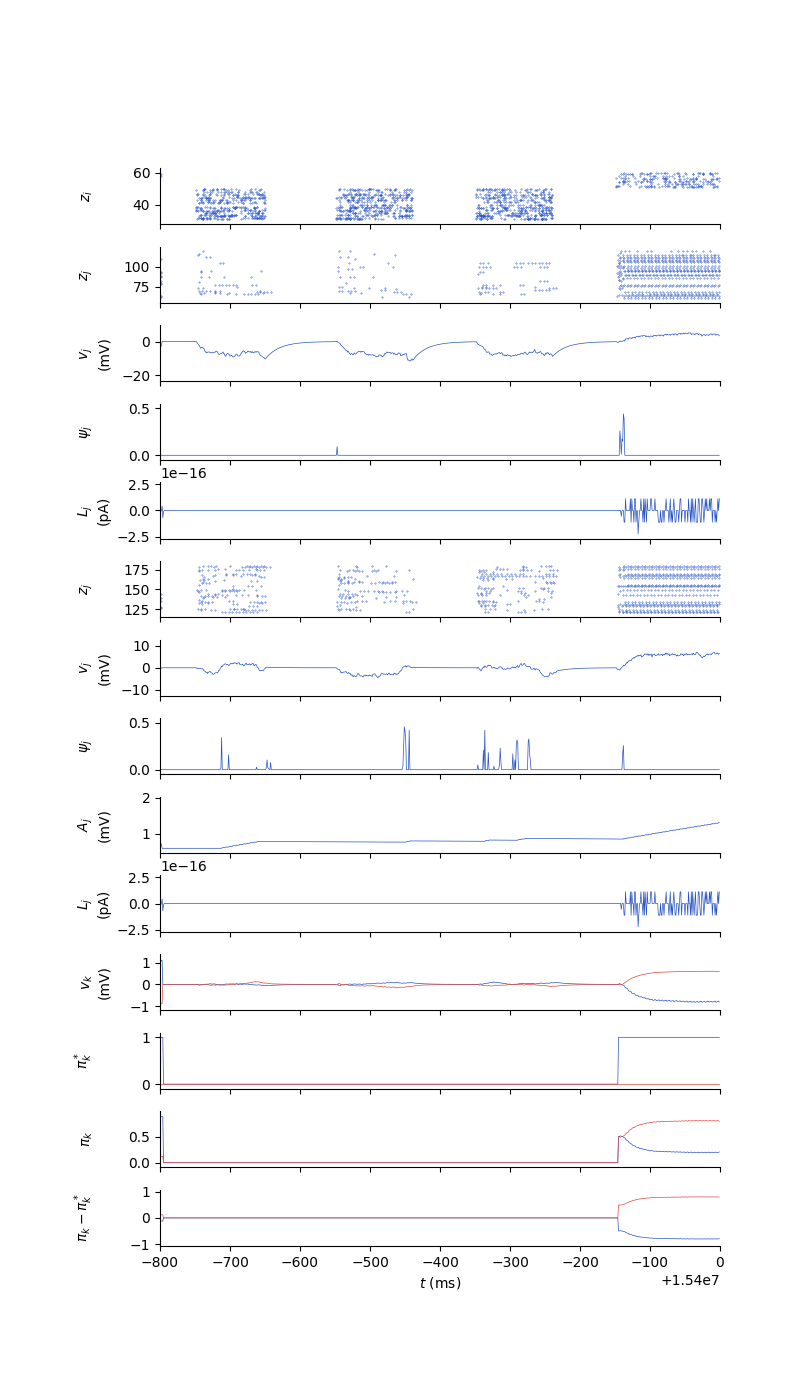 60
40
z_i
100
75
z_j
0
−20
v_j
(mV)
0.5
0.0
ψ_j
1e−16
2.5
0.0
−2.5
L_j
(pA)
175
150
125
z_j
10
0
−10
v_j
(mV)
0.5
0.0
ψ_j
2
1
A_j
(mV)
1e−16
2.5
0.0
−2.5
L_j
(pA)
1
0
−1
v_k
(mV)
1
0
π_k^*
0.5
0.0
π_k
1
0
−1
π_k − π_k^*
−800 −700 −600 −500 −400 −300 −200 −100 0
t (ms)
+1.54e7